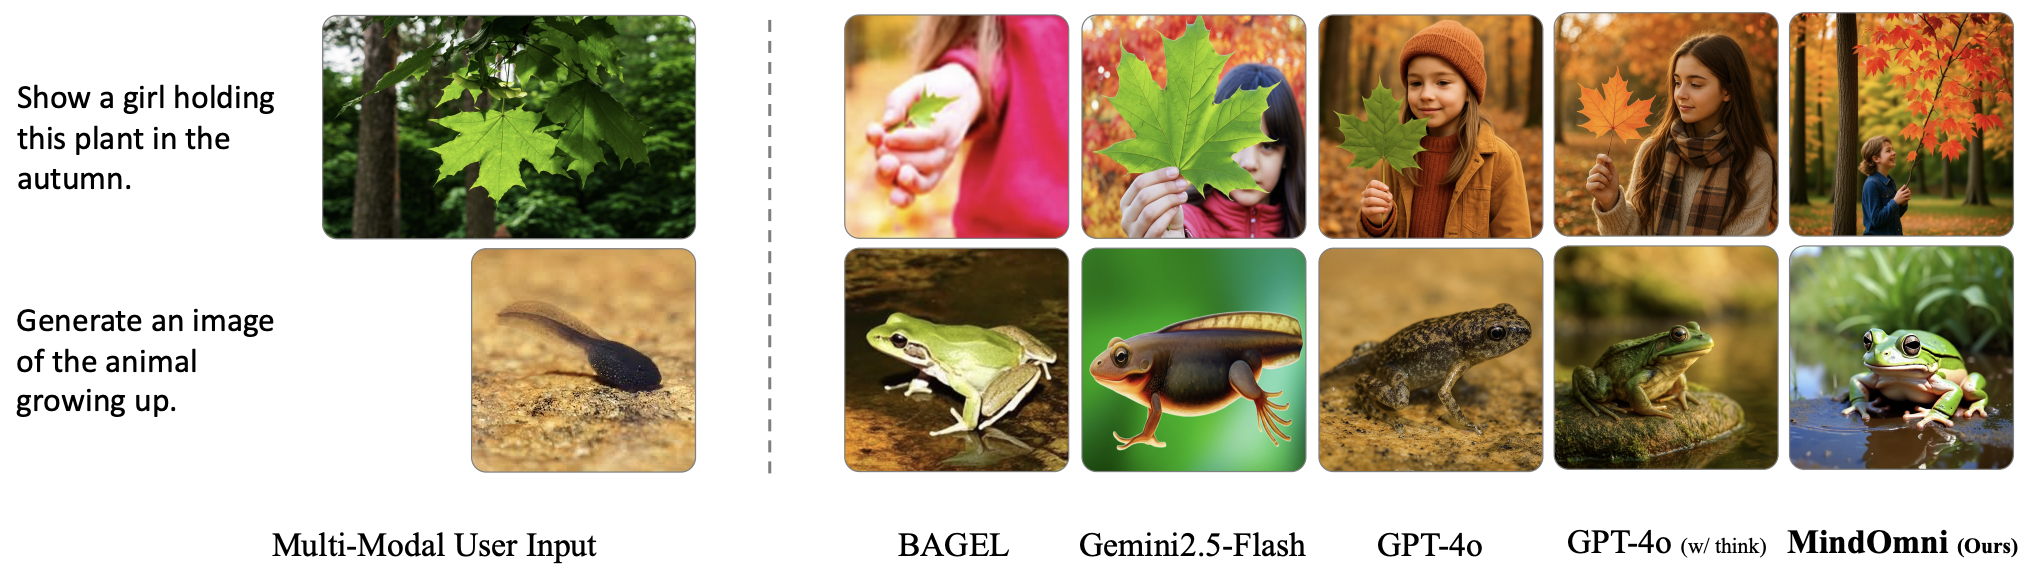 Show a girl holding
this plant in the
autumn.
Generate an image
of the animal
growing up.
Multi-Modal User Input
BAGEL
Gemini2.5-Flash
GPT-4o
GPT-4o (w/ think)
MindOmni (Ours)